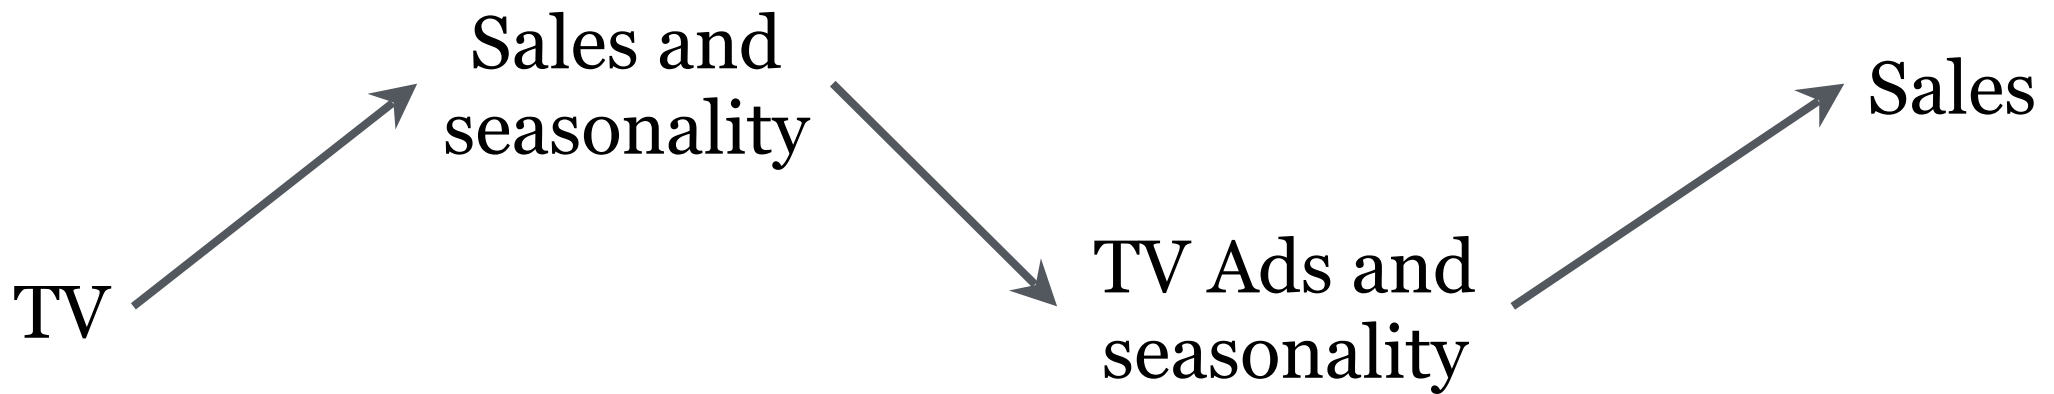 TV
Sales and
seasonality
TV Ads and
seasonality
Sales